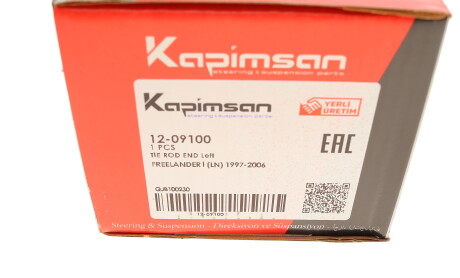 Kapimsan
steering & suspension parts
Kapimsan
steering & suspension parts
YERLİ
ÜRETİM
12-09100
1 PCS
TIE ROD END Left
FREELANDER I (LN) 1997-2006
EAC
QJB100230
12-09100
Steering & Suspension - Direksiyon ve Süspansiyon -